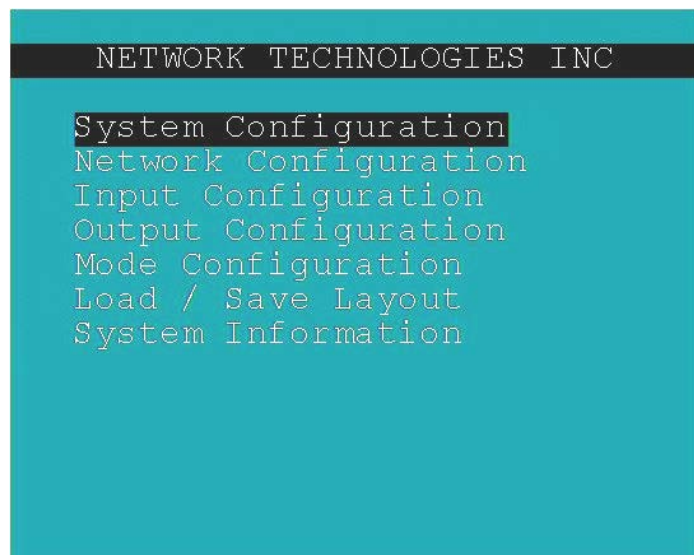 NETWORK TECHNOLOGIES INC
System Configuration
Network Configuration
Input Configuration
Output Configuration
Mode Configuration
Load / Save Layout
System Information